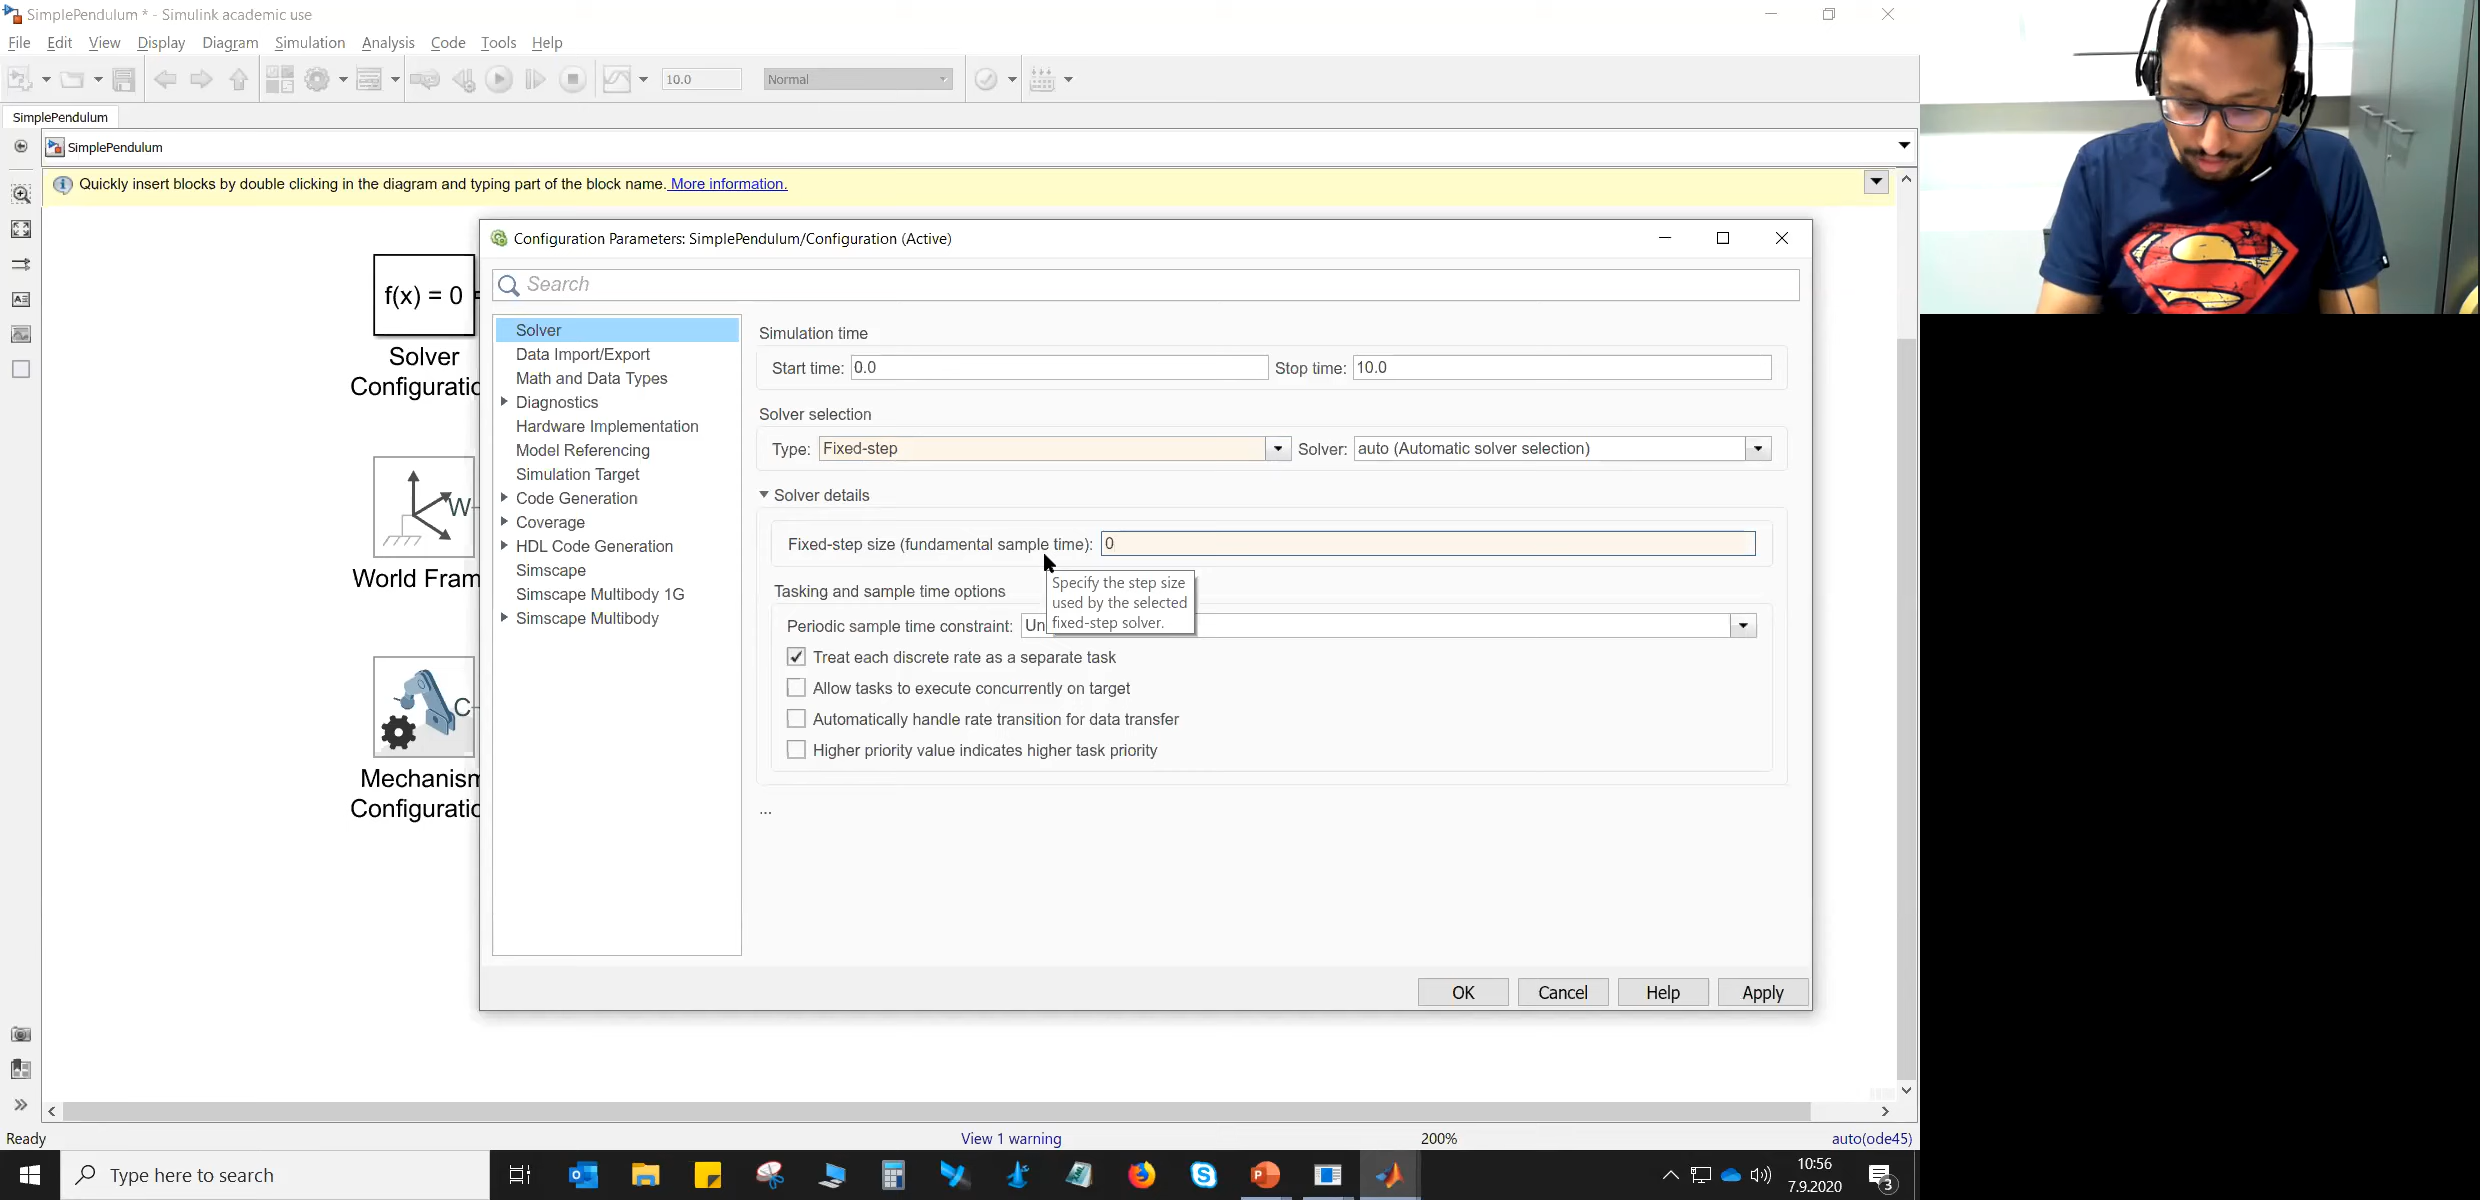 SimplePendulum * - Simulink academic use
File Edit View Display Diagram Simulation Analysis Code Tools Help
10.0 Normal
SimplePendulum
SimplePendulum
Quickly insert blocks by double clicking in the diagram and typing part of the block name. More information.
Configuration Parameters: SimplePendulum/Configuration (Active)
Search
f(x) = 0
Solver
Configuratic
W
World Fram
C
Mechanism
Configuratic
Solver
Data Import/Export
Math and Data Types
Diagnostics
Hardware Implementation
Model Referencing
Simulation Target
Code Generation
Coverage
HDL Code Generation
Simscape
Simscape Multibody 1G
Simscape Multibody
Simulation time
Start time: 0.0 Stop time: 10.0
Solver selection
Type: Fixed-step Solver: auto (Automatic solver selection)
Solver details
Fixed-step size (fundamental sample time): 0
Specify the step size
used by the selected
fixed-step solver.
Tasking and sample time options
Periodic sample time constraint: Un
Treat each discrete rate as a separate task
Allow tasks to execute concurrently on target
Automatically handle rate transition for data transfer
Higher priority value indicates higher task priority
...
OK Cancel Help Apply
Ready View 1 warning 200% auto(ode45)
Type here to search
10:56
7.9.2020
3